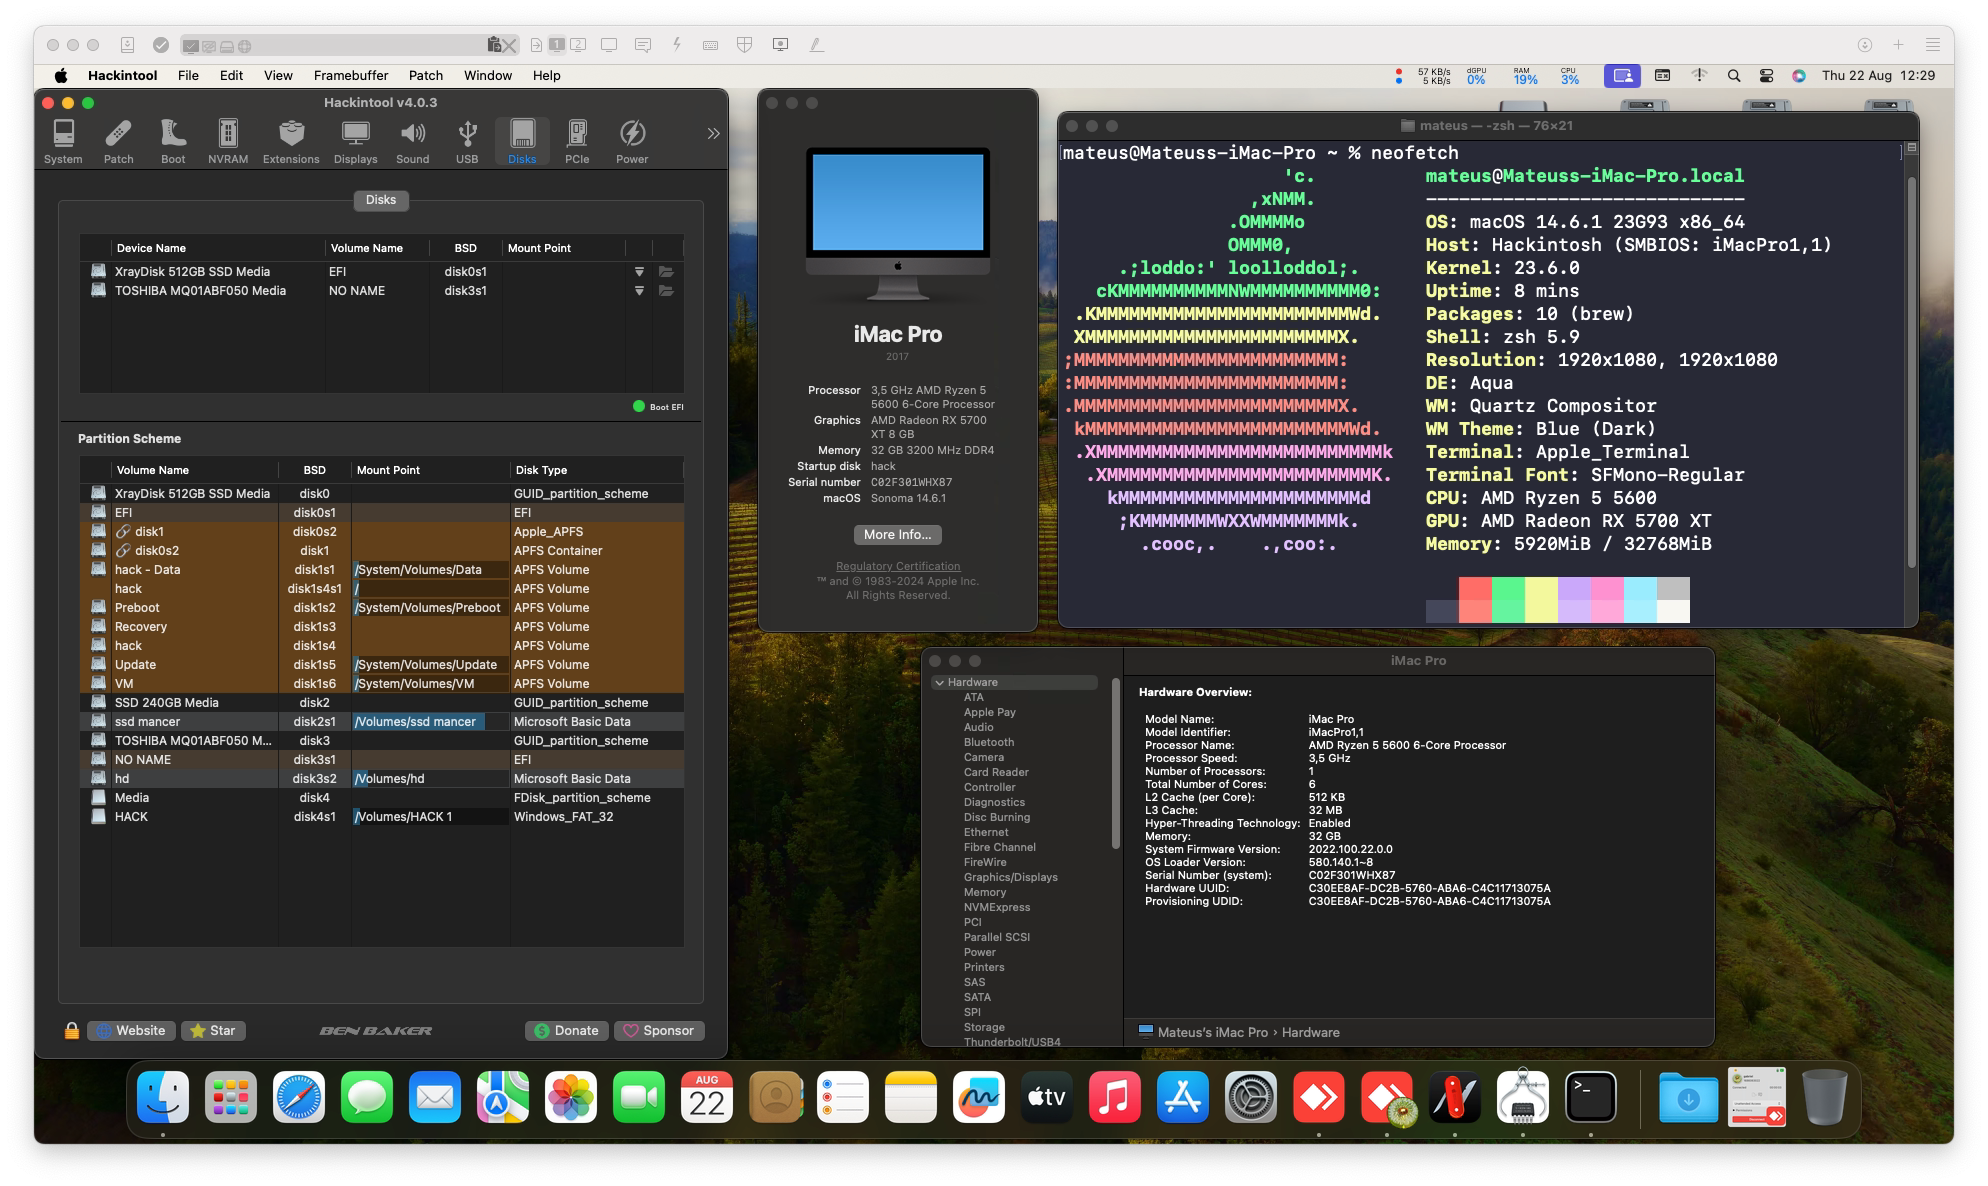 1 2
Hackintool File Edit View Framebuffer Patch Window Help
57 KB/s 5 KB/s dGPU 0% RAM 19% CPU 3% Thu 22 Aug 12:29
Hackintool v4.0.3
System Patch Boot NVRAM Extensions Displays Sound USB Disks PCIe Power
Disks
Device Name Volume Name BSD Mount Point
XrayDisk 512GB SSD Media EFI disk0s1
TOSHIBA MQ01ABF050 Media NO NAME disk3s1
Boot EFI
Partition Scheme
Volume Name BSD Mount Point Disk Type
XrayDisk 512GB SSD Media disk0 GUID_partition_scheme
EFI disk0s1 EFI
disk1 disk0s2 Apple_APFS
disk0s2 disk1 APFS Container
hack - Data disk1s1 /System/Volumes/Data APFS Volume
hack disk1s4s1 / APFS Volume
Preboot disk1s2 /System/Volumes/Preboot APFS Volume
Recovery disk1s3 APFS Volume
hack disk1s4 APFS Volume
Update disk1s5 /System/Volumes/Update APFS Volume
VM disk1s6 /System/Volumes/VM APFS Volume
SSD 240GB Media disk2 GUID_partition_scheme
ssd mancer disk2s1 /Volumes/ssd mancer Microsoft Basic Data
TOSHIBA MQ01ABF050 M... disk3 GUID_partition_scheme
NO NAME disk3s1 EFI
hd disk3s2 /Volumes/hd Microsoft Basic Data
Media disk4 FDisk_partition_scheme
HACK disk4s1 /Volumes/HACK 1 Windows_FAT_32
Website Star BEN BAKER Donate Sponsor
iMac Pro
2017
Processor 3,5 GHz AMD Ryzen 5
5600 6-Core Processor
Graphics AMD Radeon RX 5700
XT 8 GB
Memory 32 GB 3200 MHz DDR4
Startup disk hack
Serial number C02F301WHX87
macOS Sonoma 14.6.1
More Info...
Regulatory Certification
™ and © 1983-2024 Apple Inc.
All Rights Reserved.
mateus — -zsh — 76×21
[mateus@Mateuss-iMac-Pro ~ % neofetch ]
'c. mateus@Mateuss-iMac-Pro.local
,xNMM. -----------------------------
.OMMMMo OS: macOS 14.6.1 23G93 x86_64
OMMM0, Host: Hackintosh (SMBIOS: iMacPro1,1)
.;loddo:' loolloddol;. Kernel: 23.6.0
cKMMMMMMMMMMNWMMMMMMMMMM0: Uptime: 8 mins
.KMMMMMMMMMMMMMMMMMMMMMMMWd. Packages: 10 (brew)
XMMMMMMMMMMMMMMMMMMMMMMMX. Shell: zsh 5.9
;MMMMMMMMMMMMMMMMMMMMMMMM: Resolution: 1920x1080, 1920x1080
:MMMMMMMMMMMMMMMMMMMMMMMM: DE: Aqua
.MMMMMMMMMMMMMMMMMMMMMMMMX. WM: Quartz Compositor
kMMMMMMMMMMMMMMMMMMMMMMMMWd. WM Theme: Blue (Dark)
.XMMMMMMMMMMMMMMMMMMMMMMMMMMk Terminal: Apple_Terminal
.XMMMMMMMMMMMMMMMMMMMMMMMMK. Terminal Font: SFMono-Regular
kMMMMMMMMMMMMMMMMMMMMMMd CPU: AMD Ryzen 5 5600
;KMMMMMMMWXXWMMMMMMMk. GPU: AMD Radeon RX 5700 XT
.cooc,. .,coo:. Memory: 5920MiB / 32768MiB
iMac Pro
Hardware
ATA
Apple Pay
Audio
Bluetooth
Camera
Card Reader
Controller
Diagnostics
Disc Burning
Ethernet
Fibre Channel
FireWire
Graphics/Displays
Memory
NVMExpress
PCI
Parallel SCSI
Power
Printers
SAS
SATA
SPI
Storage
Thunderbolt/USB4
Hardware Overview:
Model Name: iMac Pro
Model Identifier: iMacPro1,1
Processor Name: AMD Ryzen 5 5600 6-Core Processor
Processor Speed: 3,5 GHz
Number of Processors: 1
Total Number of Cores: 6
L2 Cache (per Core): 512 KB
L3 Cache: 32 MB
Hyper-Threading Technology: Enabled
Memory: 32 GB
System Firmware Version: 2022.100.22.0.0
OS Loader Version: 580.140.1~8
Serial Number (system): C02F301WHX87
Hardware UUID: C30EE8AF-DC2B-5760-ABA6-C4C11713075A
Provisioning UDID: C30EE8AF-DC2B-5760-ABA6-C4C11713075A
Mateus's iMac Pro › Hardware
AUG
22
tv
>_